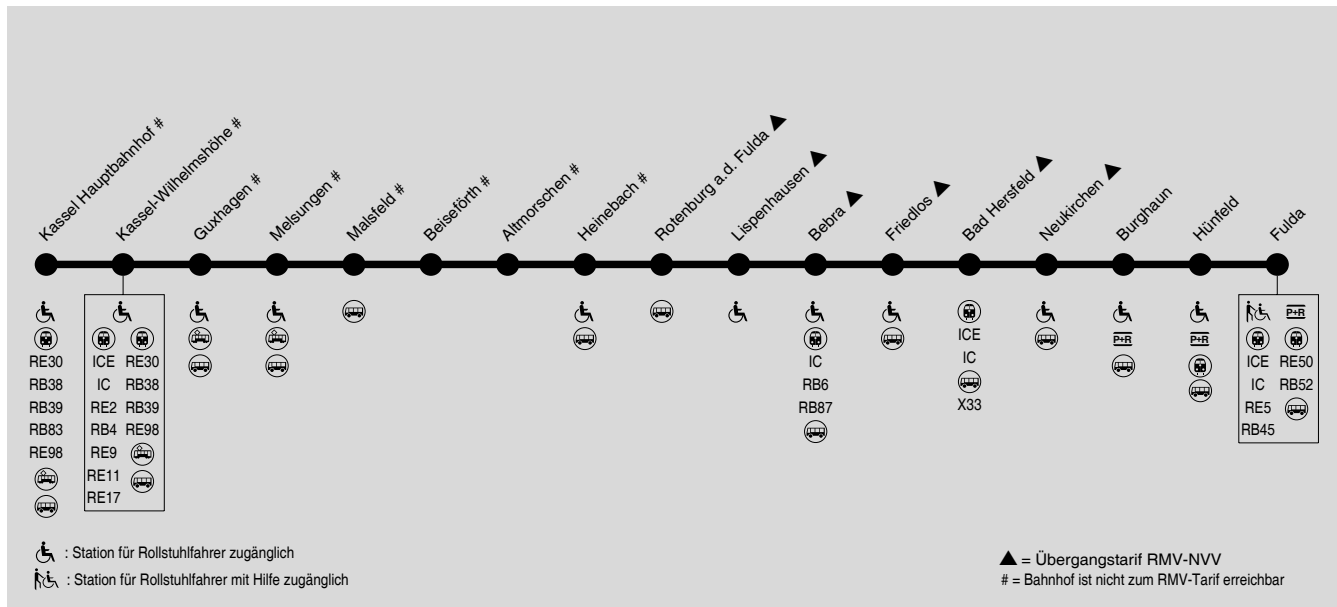 Kassel Hauptbahnhof #
Kassel-Wilhelmshöhe #
Guxhagen #
Melsungen #
Malsfeld #
Beiseförth #
Altmorschen #
Heinebach #
Rotenburg a.d. Fulda ▲
Lispenhausen ▲
Bebra ▲
Friedlos ▲
Bad Hersfeld ▲
Neukirchen ▲
Burghaun
Hünfeld
Fulda
RE30
RB38
RB39
RB83
RE98
ICE RE30
IC RB38
RE2 RB39
RB4 RE98
RE9
RE11
RE17
IC
RB6
RB87
ICE
IC
X33
P+R
P+R
P+R
ICE RE50
IC RB52
RE5
RB45
: Station für Rollstuhlfahrer zugänglich
: Station für Rollstuhlfahrer mit Hilfe zugänglich
▲ = Übergangstarif RMV-NVV
# = Bahnhof ist nicht zum RMV-Tarif erreichbar